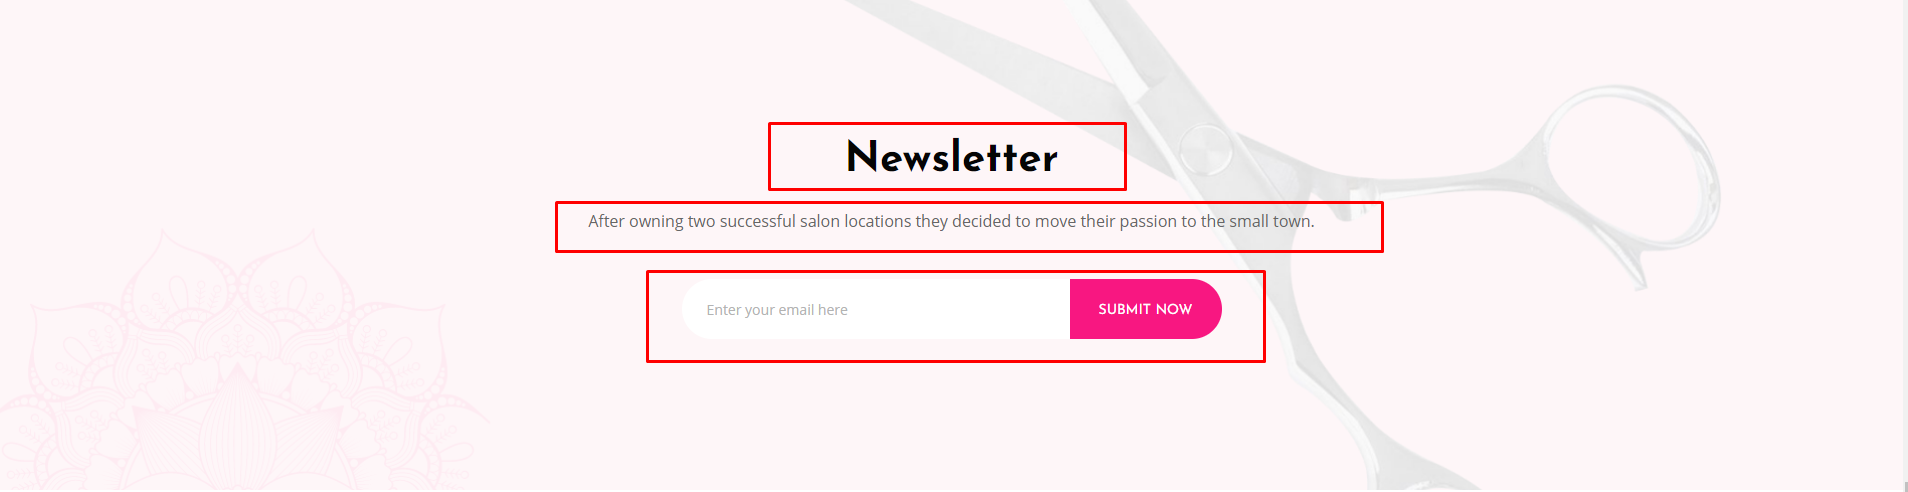 Newsletter
After owning two successful salon locations they decided to move their passion to the small town.
Enter your email here
SUBMIT NOW